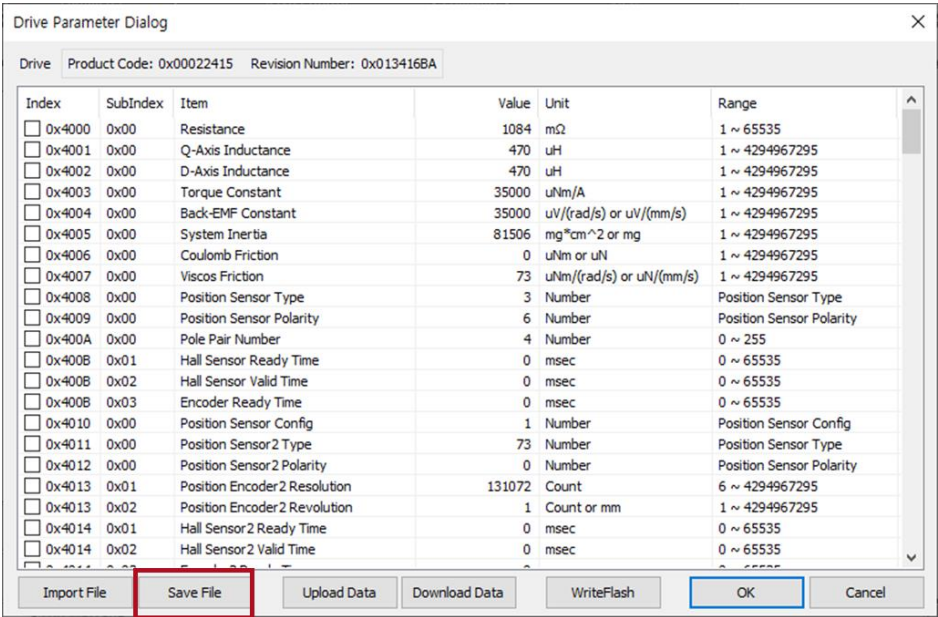 Drive Parameter Dialog
Drive Product Code: 0x00022415 Revision Number: 0x013416BA
Index SubIndex Item Value Unit Range
0x4000 0x00 Resistance 1084 mΩ 1 ~ 65535
0x4001 0x00 Q-Axis Inductance 470 uH 1 ~ 4294967295
0x4002 0x00 D-Axis Inductance 470 uH 1 ~ 4294967295
0x4003 0x00 Torque Constant 35000 uNm/A 1 ~ 4294967295
0x4004 0x00 Back-EMF Constant 35000 uV/(rad/s) or uV/(mm/s) 1 ~ 4294967295
0x4005 0x00 System Inertia 81506 mg*cm^2 or mg 1 ~ 4294967295
0x4006 0x00 Coulomb Friction 0 uNm or uN 1 ~ 4294967295
0x4007 0x00 Viscos Friction 73 uNm/(rad/s) or uN/(mm/s) 1 ~ 4294967295
0x4008 0x00 Position Sensor Type 3 Number Position Sensor Type
0x4009 0x00 Position Sensor Polarity 6 Number Position Sensor Polarity
0x400A 0x00 Pole Pair Number 4 Number 0 ~ 255
0x400B 0x01 Hall Sensor Ready Time 0 msec 0 ~ 65535
0x400B 0x02 Hall Sensor Valid Time 0 msec 0 ~ 65535
0x400B 0x03 Encoder Ready Time 0 msec 0 ~ 65535
0x4010 0x00 Position Sensor Config 1 Number Position Sensor Config
0x4011 0x00 Position Sensor2 Type 73 Number Position Sensor Type
0x4012 0x00 Position Sensor2 Polarity 0 Number Position Sensor Polarity
0x4013 0x01 Position Encoder2 Resolution 131072 Count 6 ~ 4294967295
0x4013 0x02 Position Encoder2 Revolution 1 Count or mm 1 ~ 4294967295
0x4014 0x01 Hall Sensor2 Ready Time 0 msec 0 ~ 65535
0x4014 0x02 Hall Sensor2 Valid Time 0 msec 0 ~ 65535
Import File Save File Upload Data Download Data WriteFlash OK Cancel